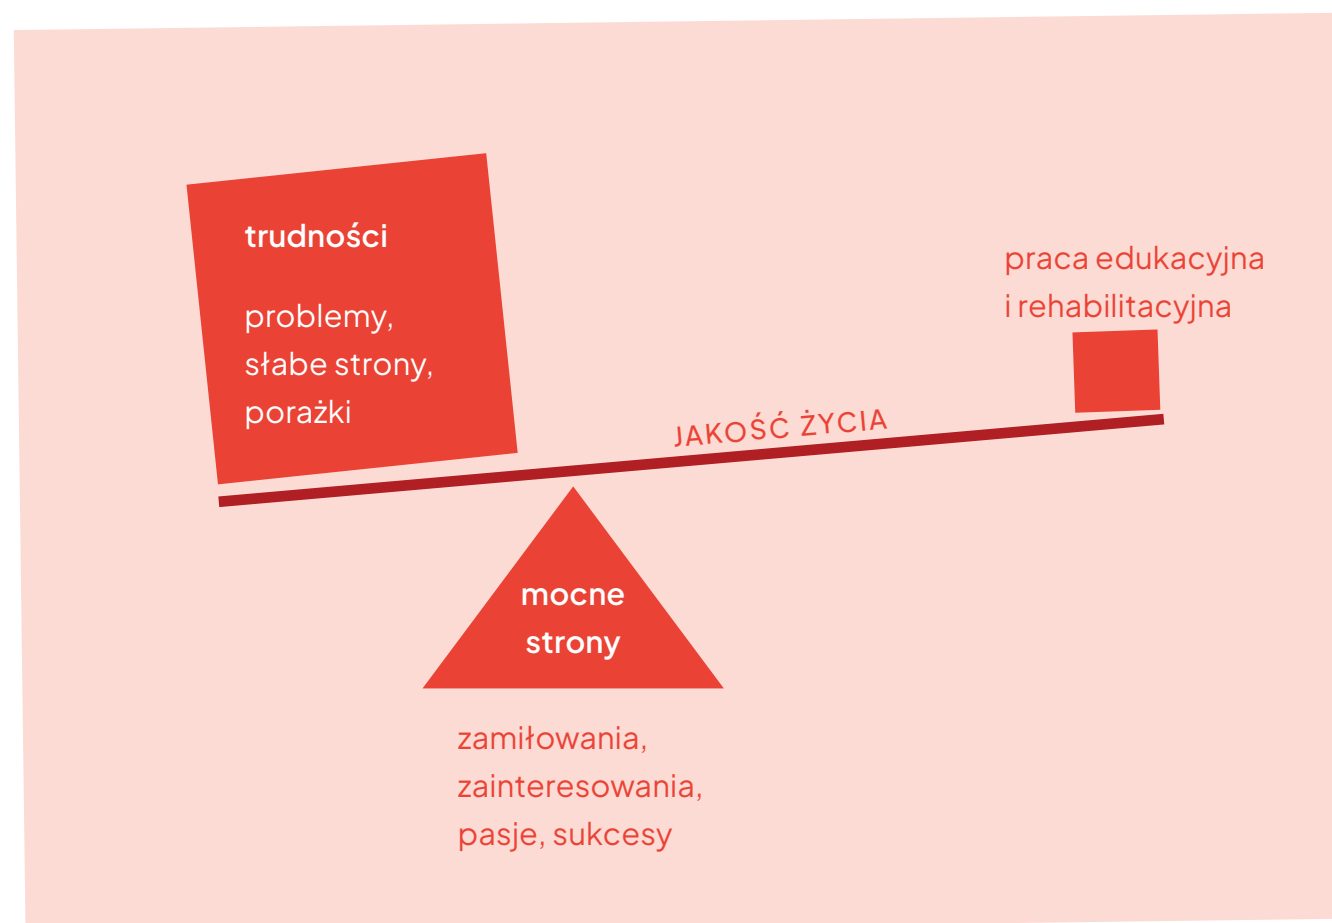 trudności
problemy,
słabe strony,
porażki
praca edukacyjna
i rehabilitacyjna
JAKOŚĆ ŻYCIA
mocne
strony
zamiłowania,
zainteresowania,
pasje, sukcesy